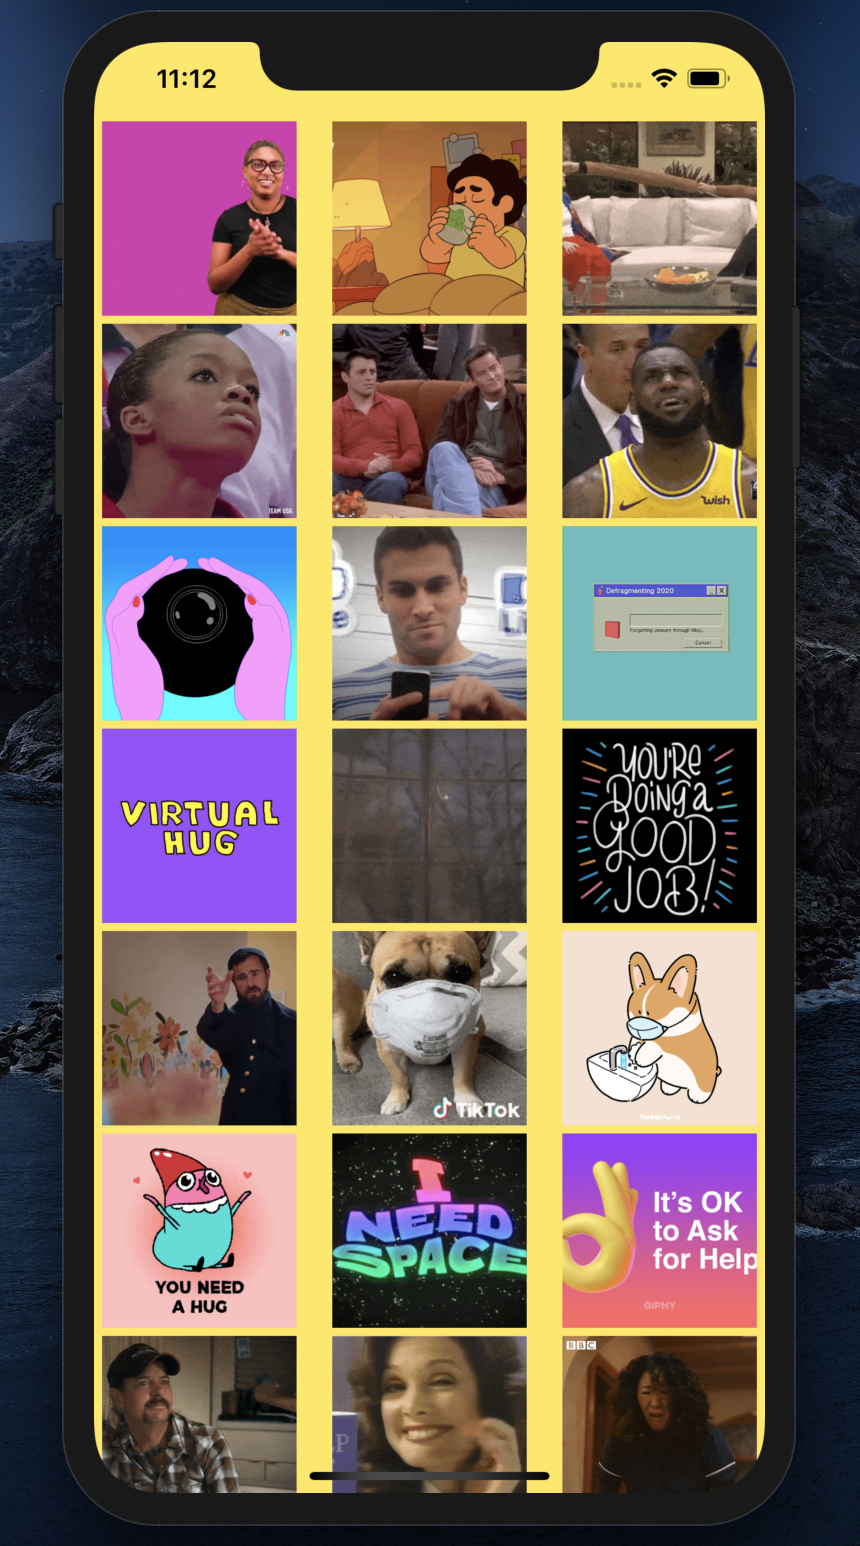 11:12
TEAM USA
wish
Defragmenting 2020
Forgetting January through May...
Cancel
VIRTUAL
HUG
YOU'RE
DOiNg a
GOOD
JOB!
TikTok
YOU NEED
A HUG
I
NEED
SPACE
It's OK
to Ask
for Help
GIPHY
BBC